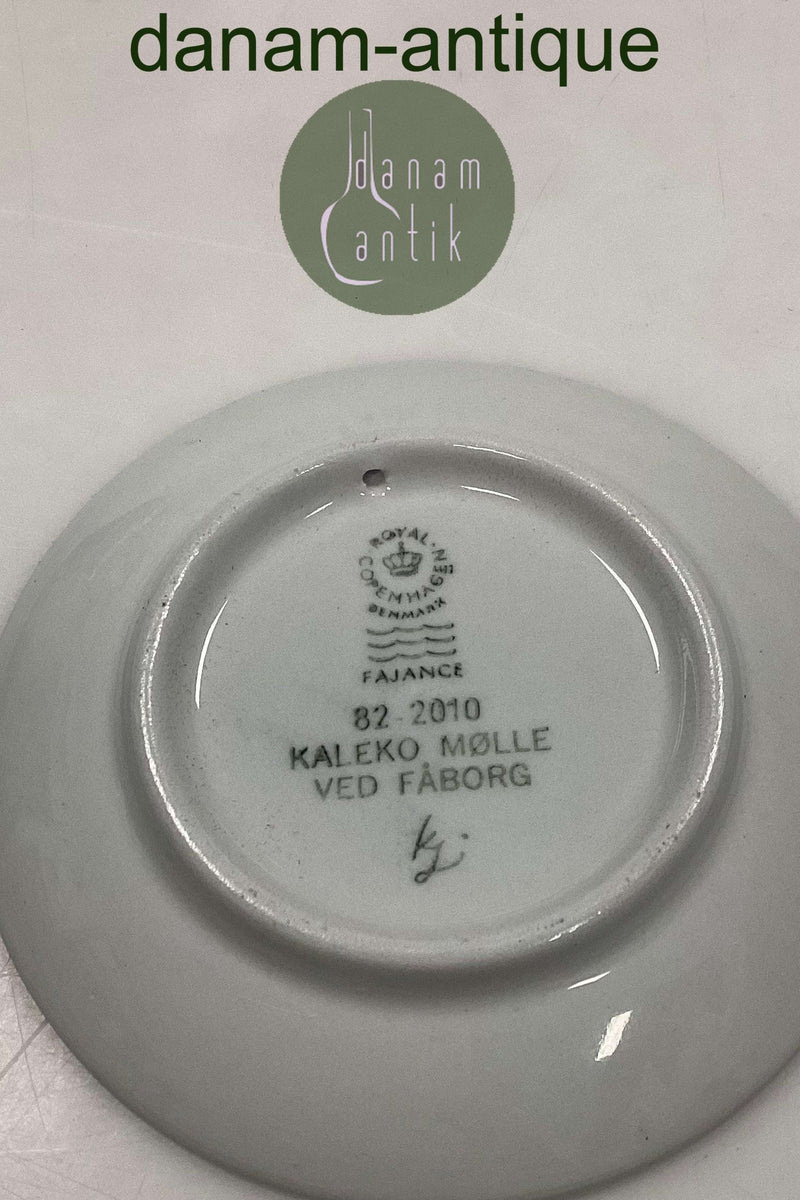 danam-antique
danam
antik
ROYAL
COPENHAGEN
DENMARK
FAJANCE
82-2010
KALEKO MØLLE
VED FÅBORG